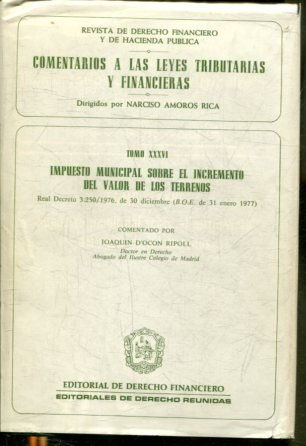 REVISTA DE DERECHO FINANCIERO
Y DE HACIENDA PUBLICA
COMENTARIOS A LAS LEYES TRIBUTARIAS
Y FINANCIERAS
Dirigidos por NARCISO AMOROS RICA
TOMO XXXVI
IMPUESTO MUNICIPAL SOBRE EL INCREMENTO
DEL VALOR DE LOS TERRENOS
Real Decreto 3.250/1976, de 30 diciembre (B.O.E. de 31 enero 1977)
COMENTADO POR
JOAQUIN D'OCON RIPOLL
Doctor en Derecho
Abogado del Ilustre Colegio de Madrid
EDITORIAL DE DERECHO FINANCIERO
EDITORIALES DE DERECHO REUNIDAS